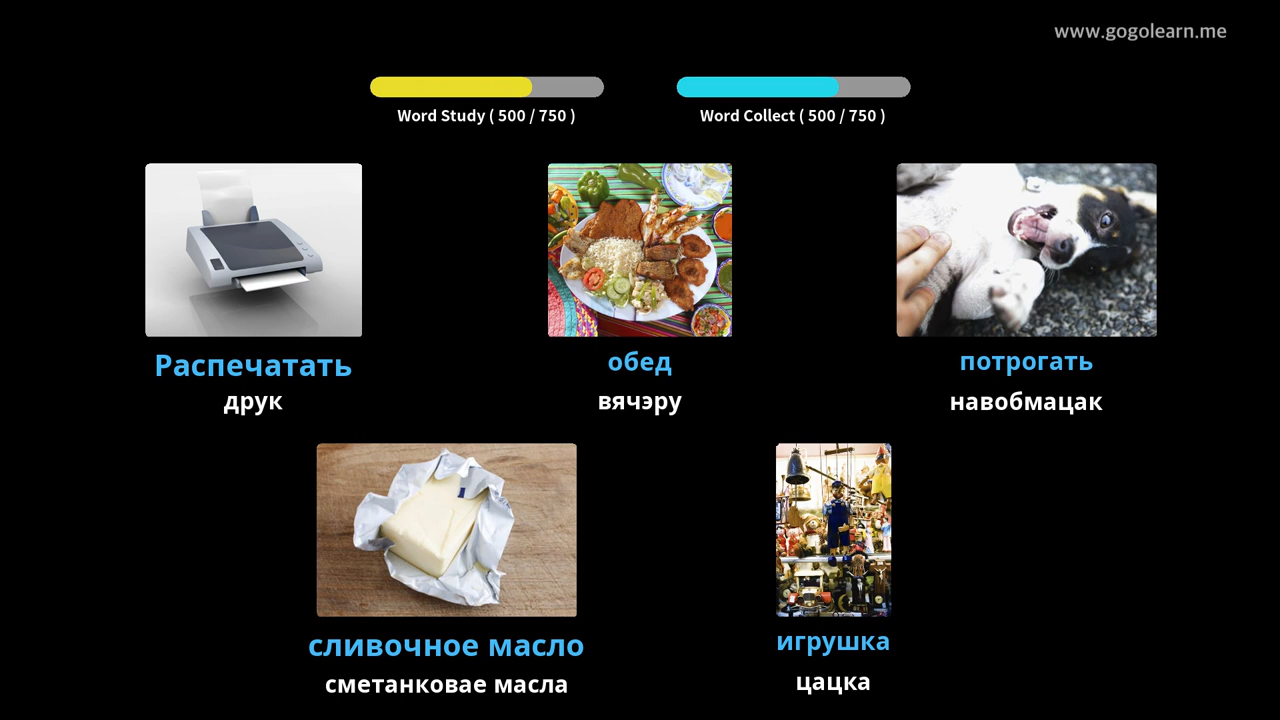 www.gogolearn.me
Word Study ( 500 / 750 )
Word Collect ( 500 / 750 )
Распечатать
друк
обед
вячэру
потрогать
навобмацак
сливочное масло
сметанковае масла
игрушка
цацка